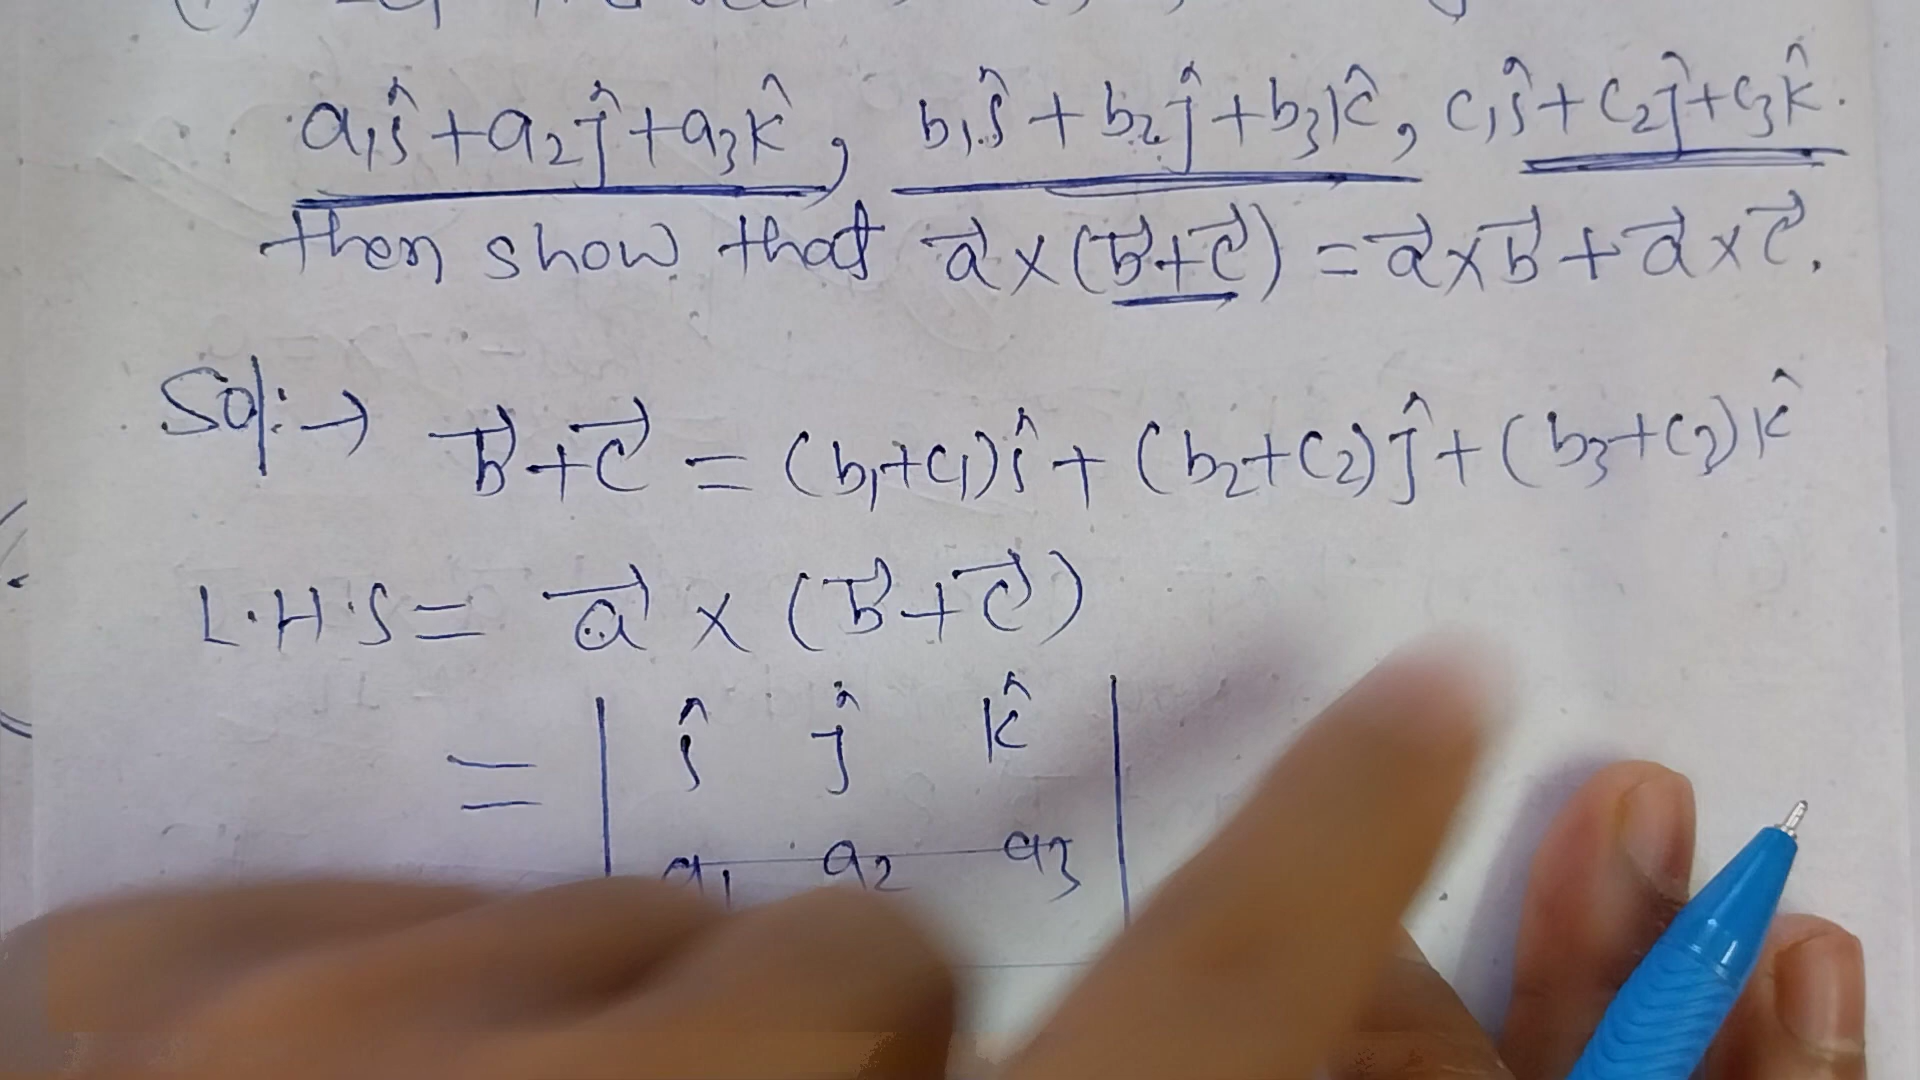 a₁î + a₂ĵ + a₃k̂, b₁î + b₂ĵ + b₃k̂, c₁î + c₂ĵ + c₃k̂.
then show that a⃗ × (b⃗ + c⃗) = a⃗ × b⃗ + a⃗ × c⃗.
Sol: → b⃗ + c⃗ = (b₁+c₁)î + (b₂+c₂)ĵ + (b₃+c₃)k̂
L.H.S = a⃗ × (b⃗ + c⃗)
= | î ĵ k̂ |
a₁ a₂ a₃